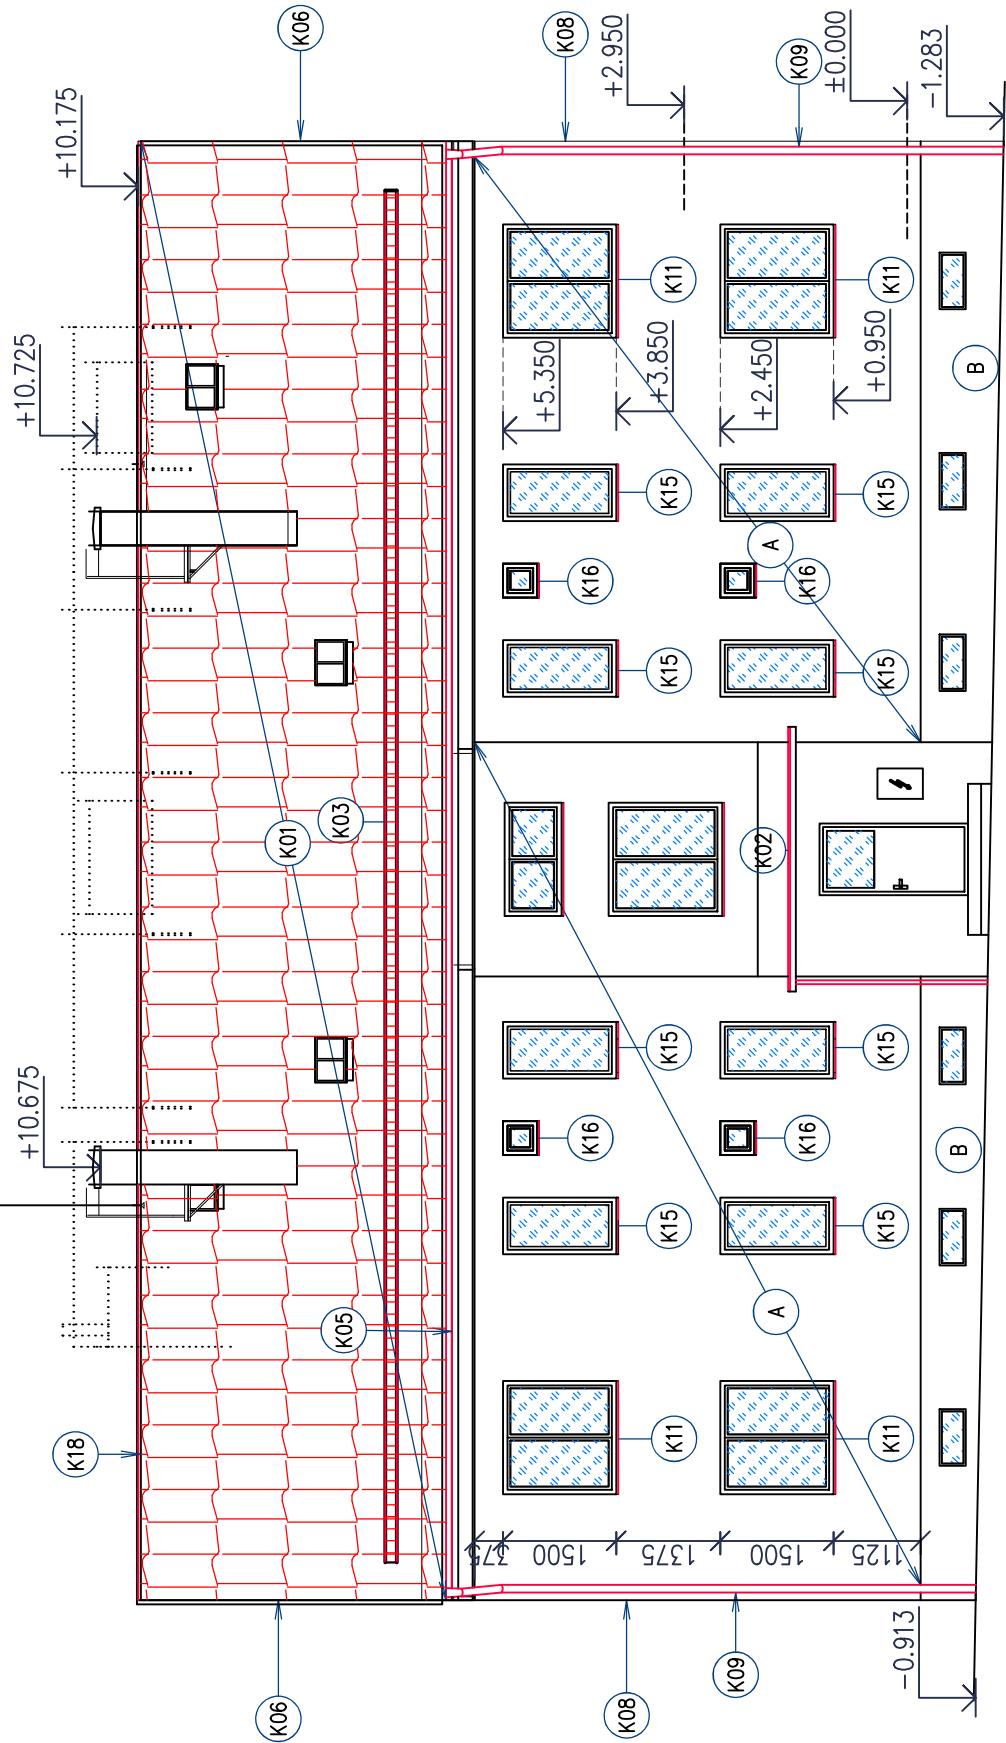 +10.675
+10.725
+10.175
K18
K06
K01
K06
K03
K05
375
1500
1375
1500
1125
+5.350
K08
K16
K16
K08
+2.950
K11
K15
K15
K15
K15
K11
+3.850
K09
K02
+2.450
A
A
K16
K16
K09
±0.000
K11
K15
K15
K15
K15
K11
+0.950
-0.913
-1.283
B
B